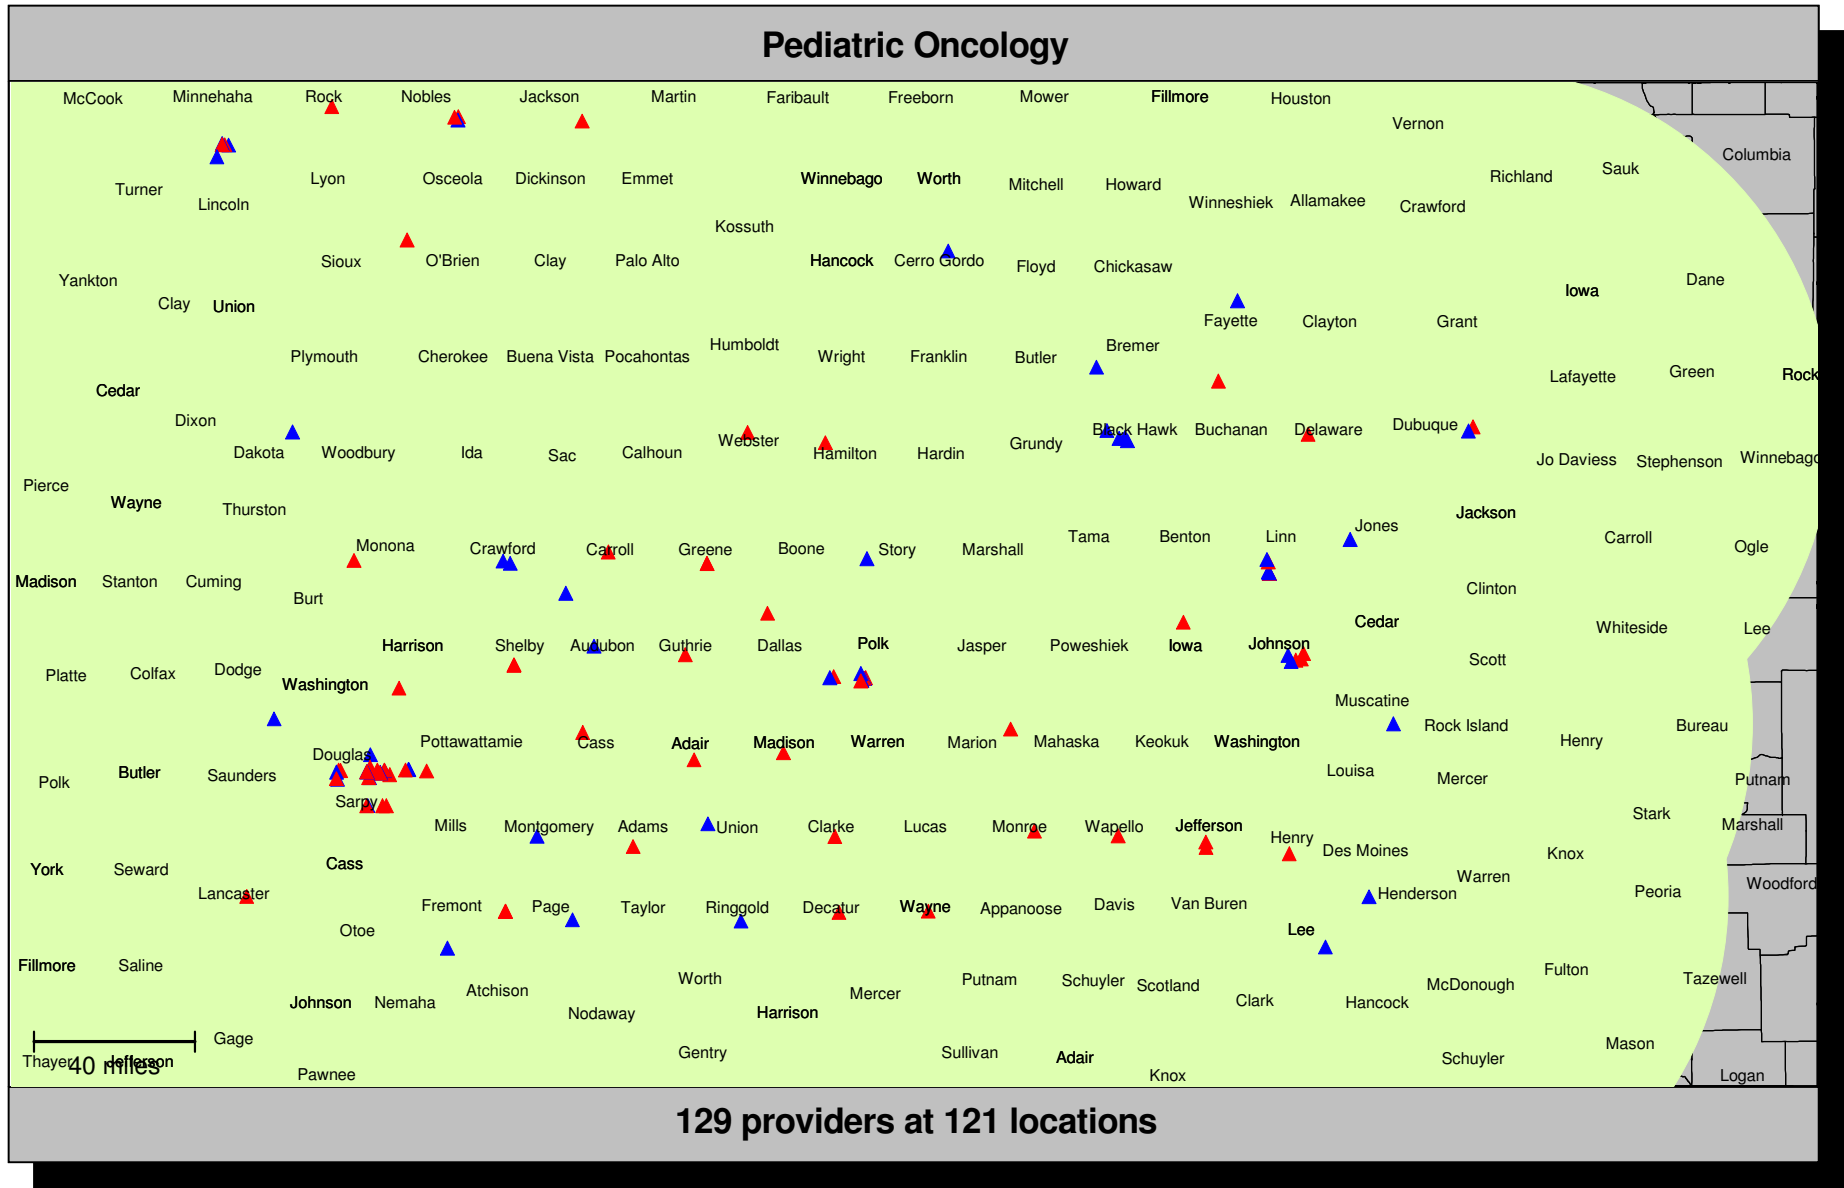 Pediatric Oncology
McCook Minnehaha Rock Nobles Jackson Martin Faribault Freeborn Mower Fillmore Houston
Vernon
Columbia
Turner Lyon Osceola Dickinson Emmet Winnebago Worth Mitchell Howard Richland Sauk
Lincoln Winneshiek Allamakee Crawford
Kossuth
Sioux O'Brien Clay Palo Alto Hancock Cerro Gordo Floyd Chickasaw
Yankton Iowa Dane
Clay Union
Fayette Clayton Grant
Plymouth Cherokee Buena Vista Pocahontas Humboldt Wright Franklin Butler Bremer
Cedar Lafayette Green Rock
Dixon Webster Black Hawk Buchanan Delaware Dubuque
Dakota Woodbury Ida Sac Calhoun Hamilton Hardin Grundy
Jo Daviess Stephenson Winnebago
Pierce
Wayne Thurston Jackson
Monona Crawford Carroll Greene Boone Story Marshall Tama Benton Linn Jones Carroll Ogle
Madison Stanton Cuming
Burt Clinton
Cedar Whiteside Lee
Harrison Shelby Audubon Guthrie Dallas Polk Jasper Poweshiek Iowa Johnson
Platte Colfax Dodge Scott
Washington Muscatine
Rock Island Bureau
Douglas Pottawattamie Cass Adair Madison Warren Marion Mahaska Keokuk Washington Henry
Polk Butler Saunders Louisa Mercer Putnam
Sarpy Stark
Mills Montgomery Adams Union Clarke Lucas Monroe Wapello Jefferson Henry Marshall
York Seward Cass Des Moines Knox
Lancaster Warren Henderson Peoria Woodford
Fremont Page Taylor Ringgold Decatur Wayne Appanoose Davis Van Buren
Otoe Lee
Fillmore Saline Fulton
Worth Putnam Schuyler Scotland McDonough Tazewell
Johnson Nemaha Atchison Mercer Clark Hancock
Nodaway Harrison
Gage Mason
Thayer Jefferson Gentry Sullivan Adair Schuyler
40 miles
Pawnee Knox Logan
129 providers at 121 locations